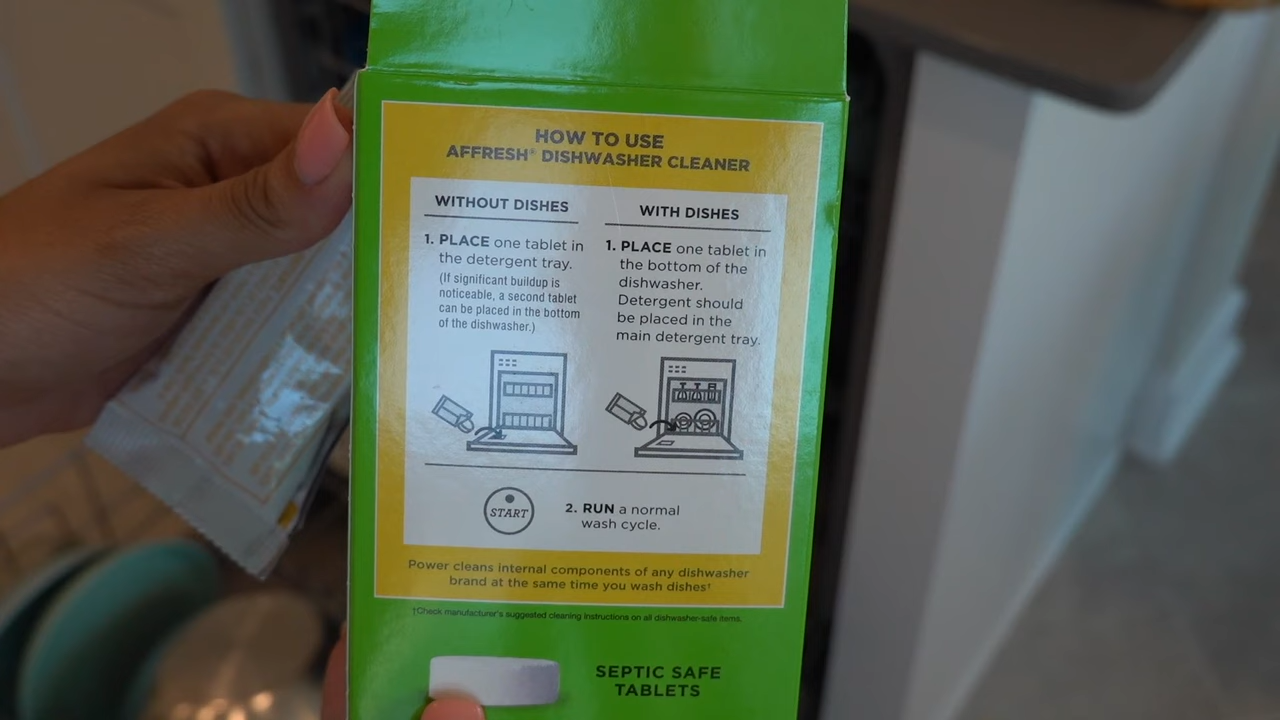 HOW TO USE
AFFRESH® DISHWASHER CLEANER
WITHOUT DISHES
1. PLACE one tablet in
the detergent tray.
(If significant buildup is
noticeable, a second tablet
can be placed in the bottom
of the dishwasher.)
WITH DISHES
1. PLACE one tablet in
the bottom of the
dishwasher.
Detergent should
be placed in the
main detergent tray.
START
2. RUN a normal
wash cycle.
Power cleans internal components of any dishwasher
brand at the same time you wash dishes†
†Check manufacturer's suggested cleaning instructions on all dishwasher-safe items.
SEPTIC SAFE
TABLETS